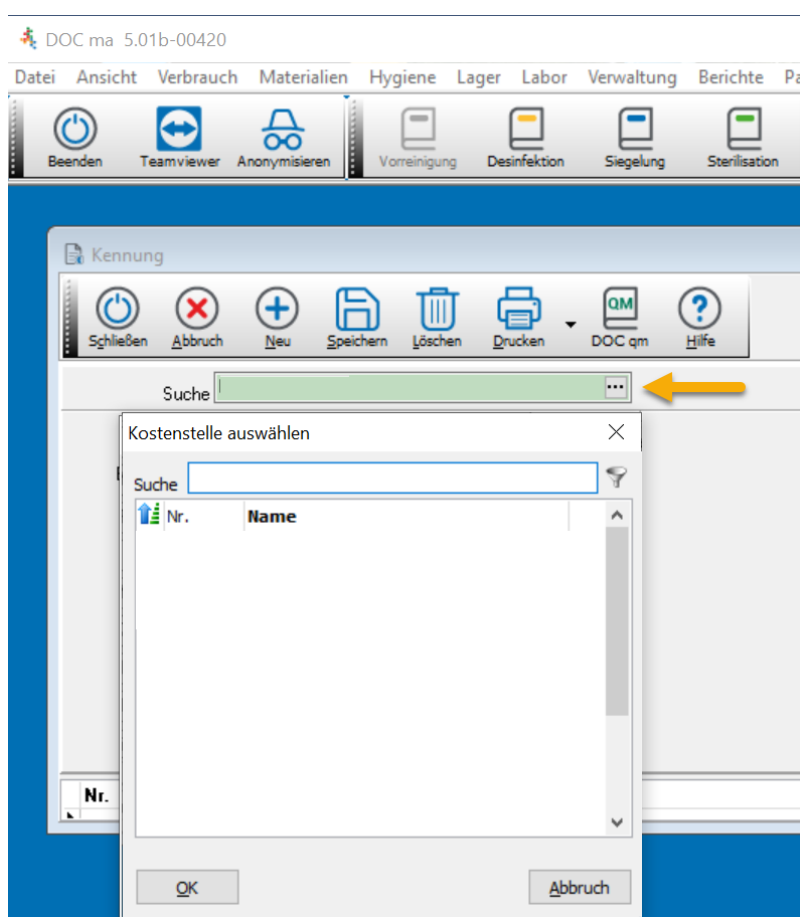 DOC ma 5.01b-00420
Datei Ansicht Verbrauch Materialien Hygiene Lager Labor Verwaltung Berichte Pa
Beenden Teamviewer Anonymisieren Vorreinigung Desinfektion Siegelung Sterilisation
Kennung
QM
Schließen Abbruch Neu Speichern Löschen Drucken DOC qm Hilfe
Suche
Kostenstelle auswählen
Suche
Nr. Name
Nr.
OK Abbruch